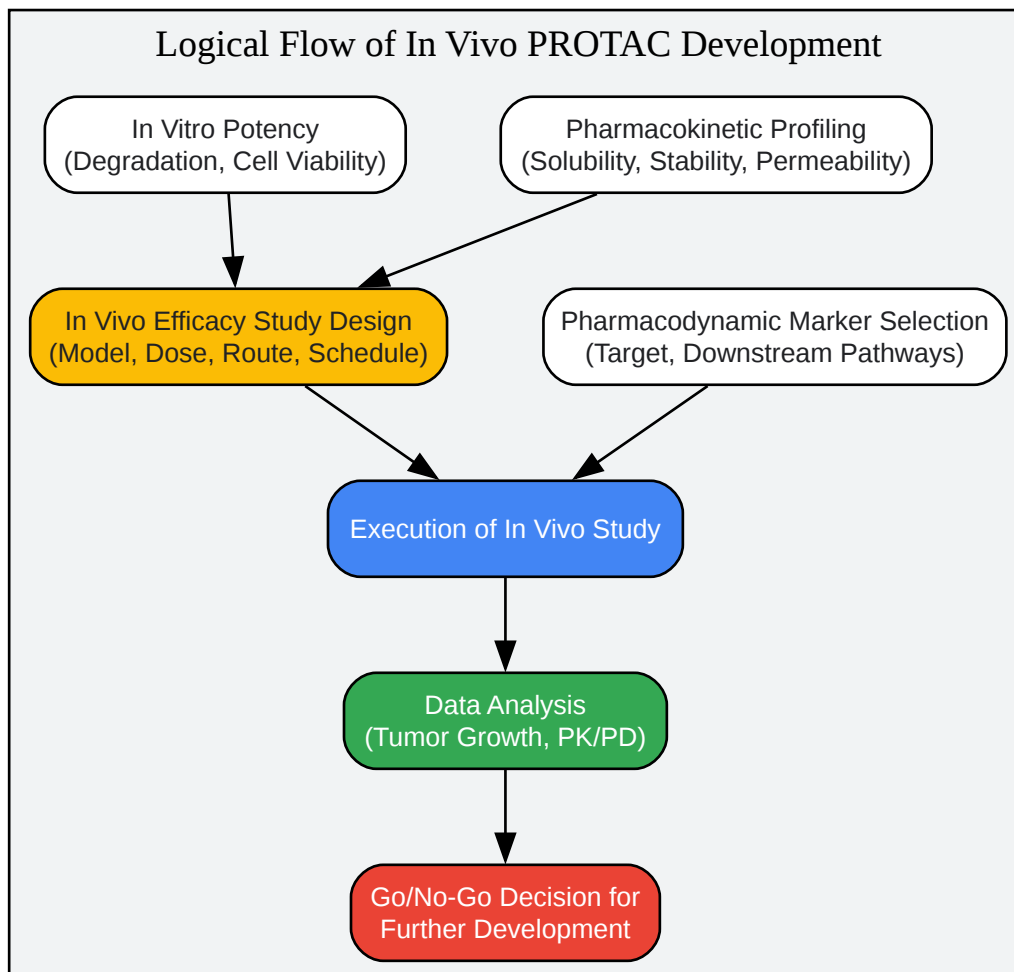 Logical Flow of In Vivo PROTAC Development
In Vitro Potency
(Degradation, Cell Viability)
Pharmacokinetic Profiling
(Solubility, Stability, Permeability)
In Vivo Efficacy Study Design
(Model, Dose, Route, Schedule)
Pharmacodynamic Marker Selection
(Target, Downstream Pathways)
Execution of In Vivo Study
Data Analysis
(Tumor Growth, PK/PD)
Go/No-Go Decision for
Further Development